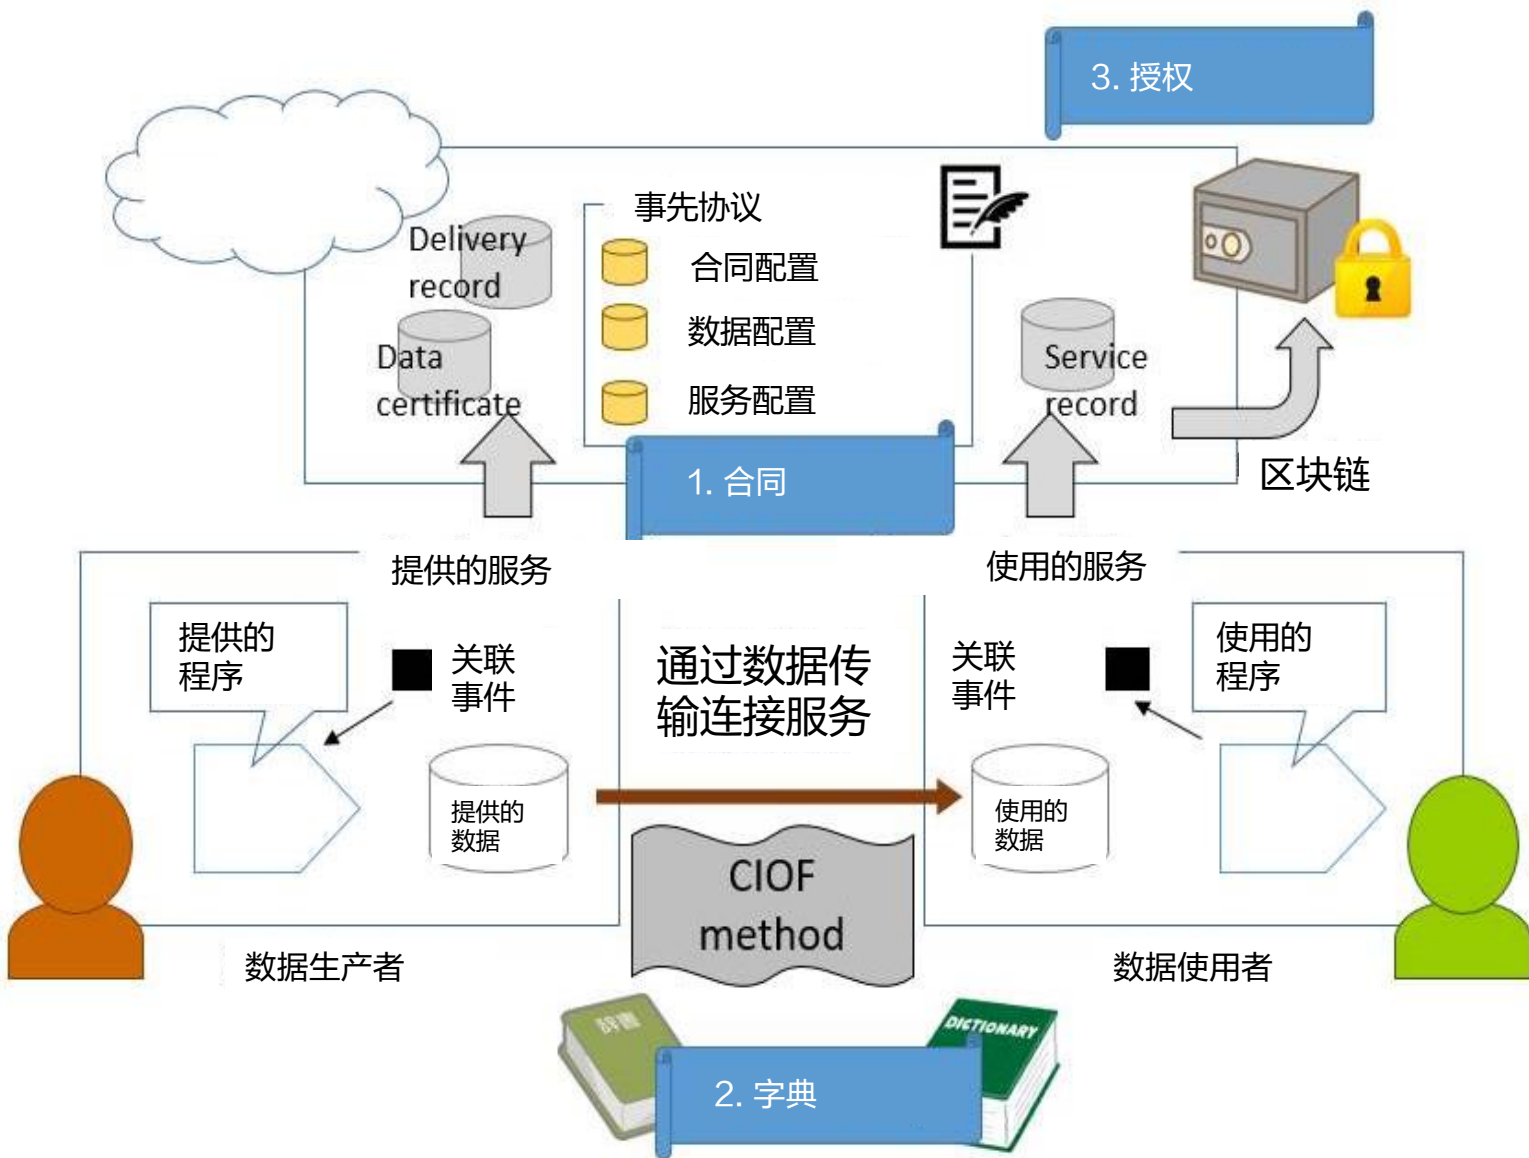 3. 授权
事先协议
Delivery
record
合同配置
数据配置
Data
certificate
服务配置
Service
record
1. 合同
区块链
提供的服务
使用的服务
提供的
程序
关联
事件
通过数据传
输连接服务
关联
事件
使用的
程序
提供的
数据
使用的
数据
CIOF
method
数据生产者
数据使用者
辞書
DICTIONARY
2. 字典